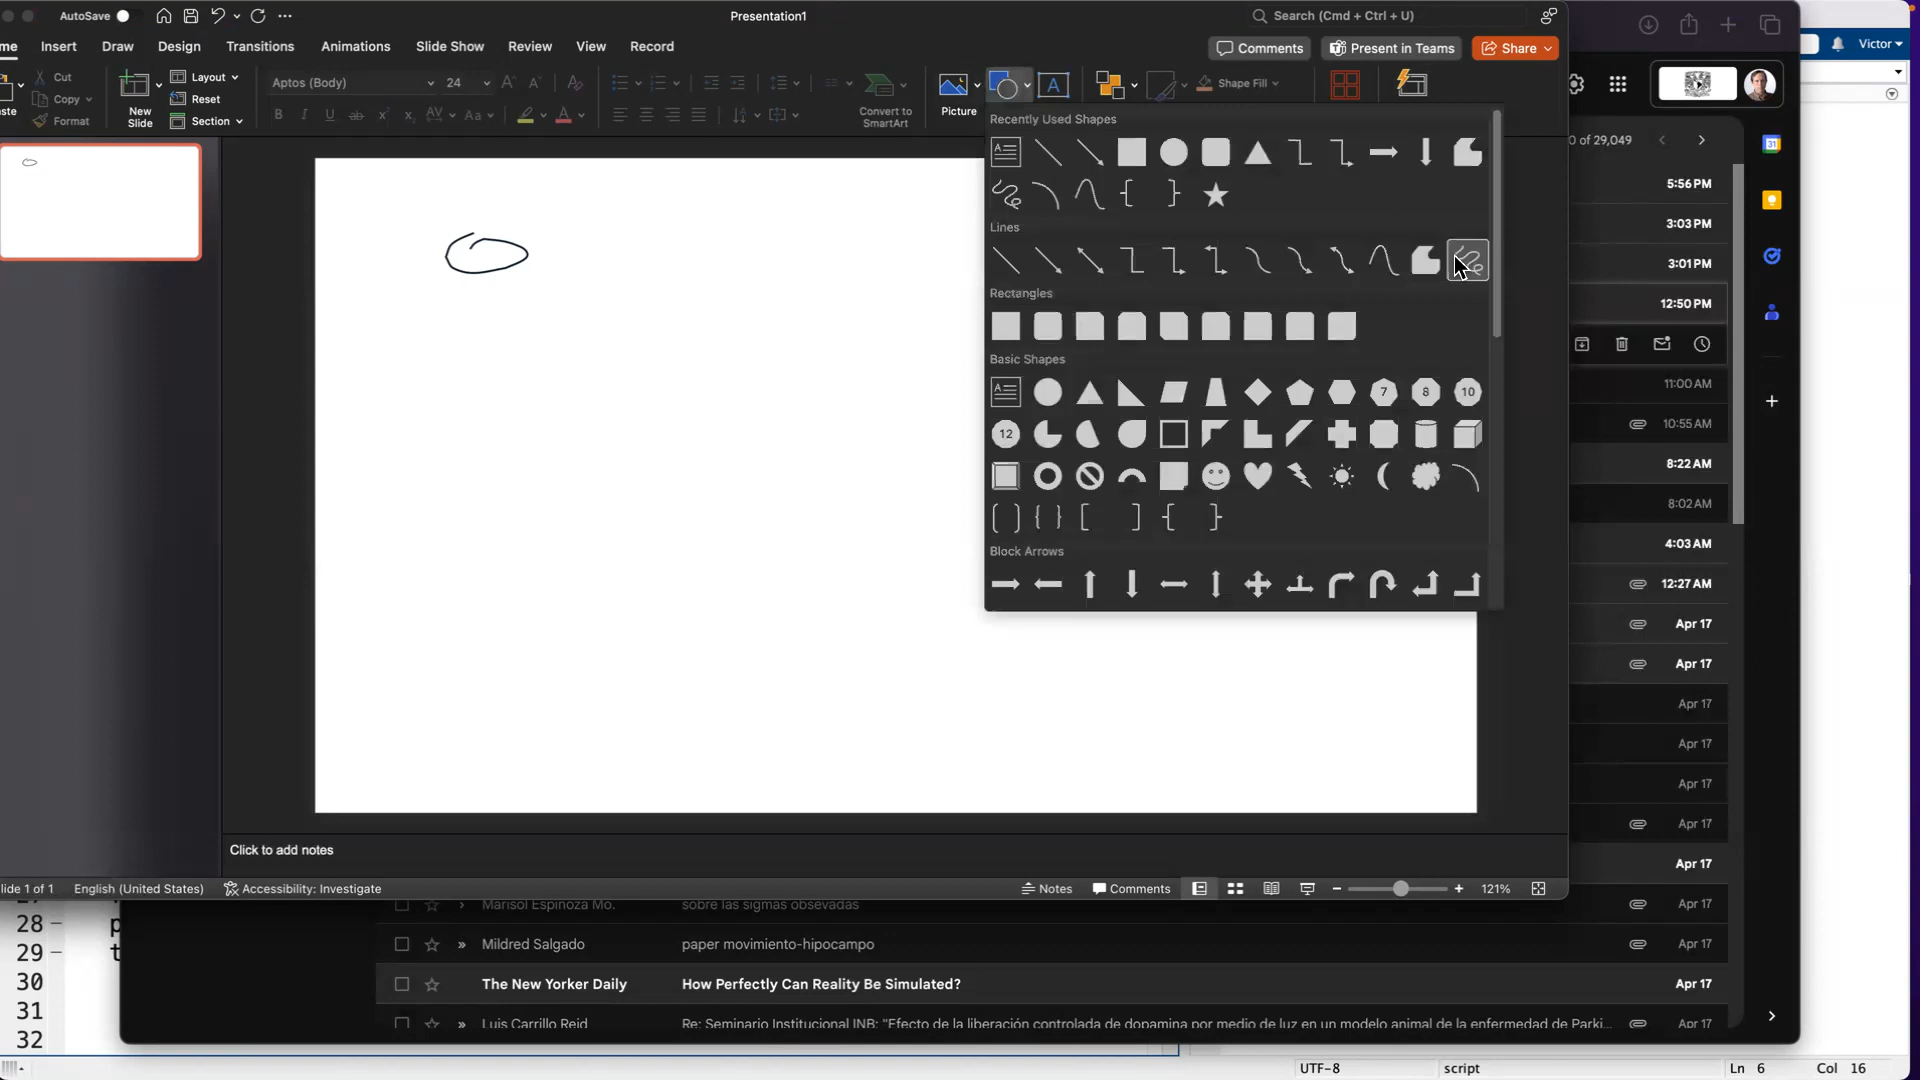 AutoSave
Presentation1
Search (Cmd + Ctrl + U)
me
Insert
Draw
Design
Transitions
Animations
Slide Show
Review
View
Record
Comments
Present in Teams
Share
Victor
ste
Cut
Copy
Format
New
Slide
Layout
Reset
Section
Aptos (Body)
24
B I U ab x x AV Aa A
Convert to
SmartArt
Picture
A
Shape Fill
Recently Used Shapes
Lines
Rectangles
Basic Shapes
7
8
10
12
Block Arrows
0 of 29,049
31
5:56 PM
3:03 PM
3:01 PM
12:50 PM
11:00 AM
10:55 AM
8:22 AM
8:02 AM
4:03 AM
12:27 AM
Apr 17
Apr 17
Apr 17
Apr 17
Apr 17
Apr 17
Apr 17
Click to add notes
lide 1 of 1
English (United States)
Accessibility: Investigate
Notes
Comments
121%
Marisol Espinoza Mo.
sobre las sigmas obsevadas
Apr 17
28
p
Mildred Salgado
paper movimiento-hipocampo
Apr 17
29
t
The New Yorker Daily
How Perfectly Can Reality Be Simulated?
Apr 17
30
31
Luis Carrillo Reid
Re: Seminario Institucional INB: "Efecto de la liberación controlada de dopamina por medio de luz en un modelo animal de la enfermedad de Parki...
Apr 17
32
UTF-8
script
Ln 6
Col 16